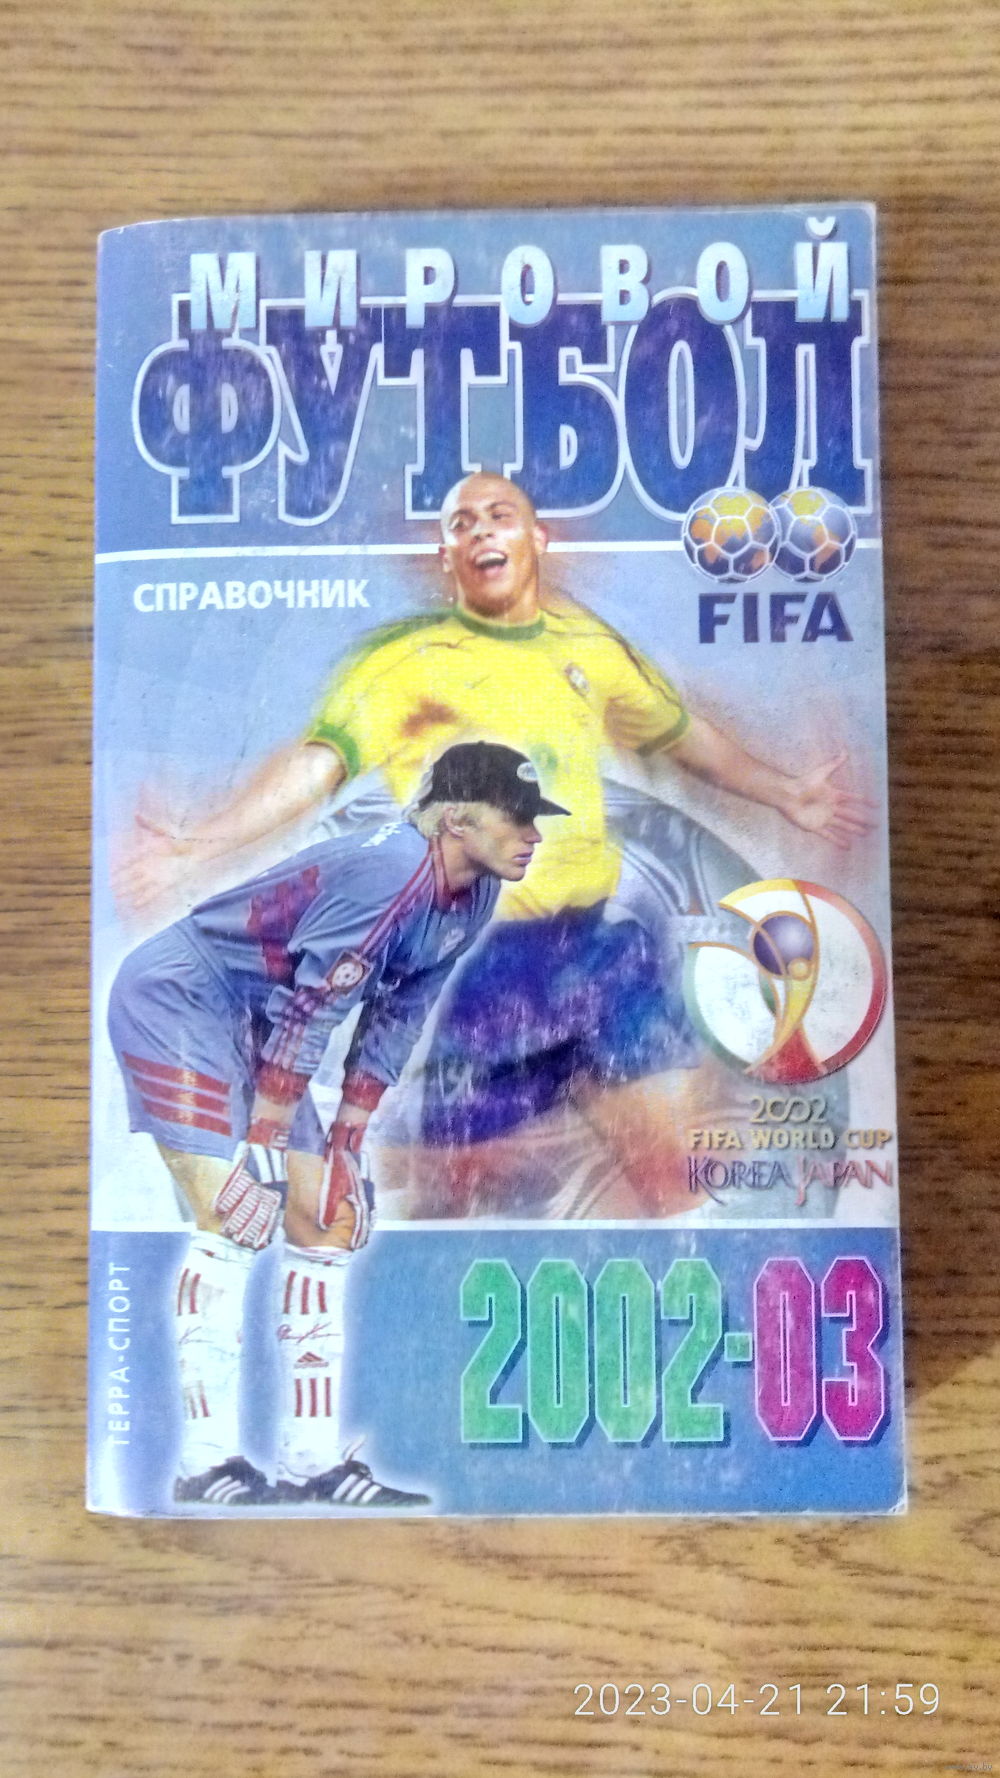 МИРОВОЙ
ФУТБОЛ
СПРАВОЧНИК
FIFA
2002
FIFA WORLD CUP
KOREA JAPAN
ТЕРРА-СПОРТ
2002-03
2023-04-21 21:59